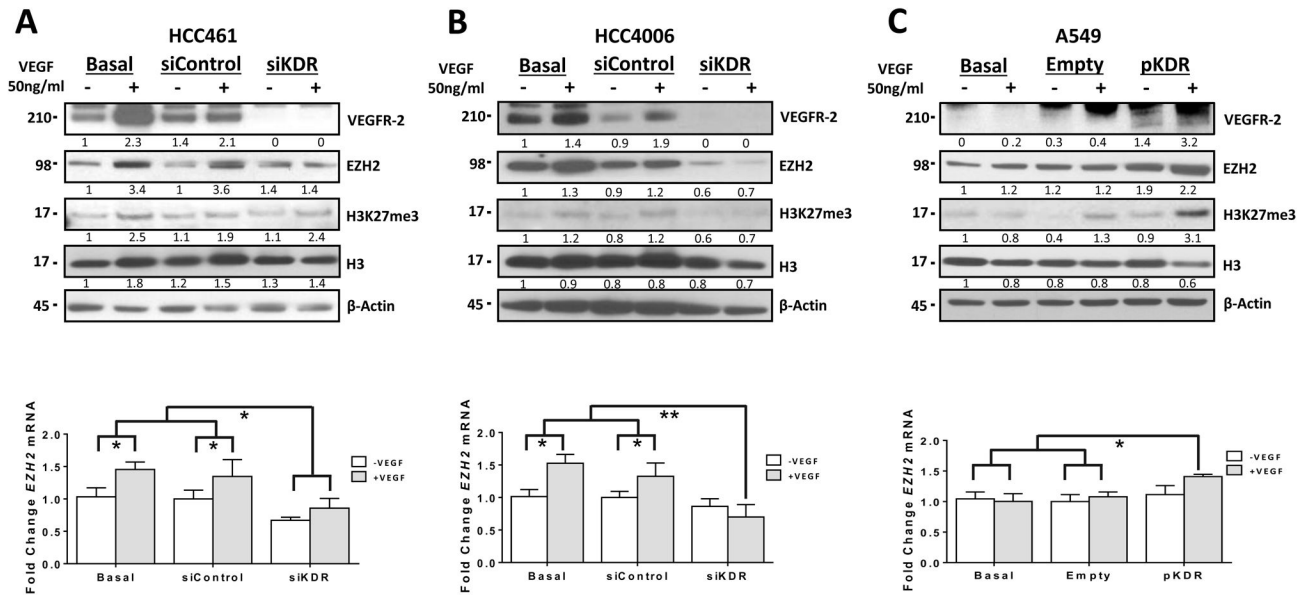 A
HCC461
VEGF
50ng/ml
Basal siControl siKDR
- + - + - +
210- VEGFR-2
1 2.3 1.4 2.1 0 0
98- EZH2
1 3.4 1 3.6 1.4 1.4
17- H3K27me3
1 2.5 1.1 1.9 1.1 2.4
17- H3
1 1.8 1.2 1.5 1.3 1.4
45- β-Actin
Fold Change EZH2 mRNA
2.0
1.5
1.0
0.5
0.0
*
* *
-VEGF
+VEGF
Basal siControl siKDR
B
HCC4006
VEGF
50ng/ml
Basal siControl siKDR
- + - + - +
210- VEGFR-2
1 1.4 0.9 1.9 0 0
98- EZH2
1 1.3 0.9 1.2 0.6 0.7
17- H3K27me3
1 1.2 0.8 1.2 0.6 0.7
17- H3
1 0.9 0.8 0.8 0.8 0.7
45- β-Actin
Fold Change EZH2 mRNA
2.0
1.5
1.0
0.5
0.0
**
* *
-VEGF
+VEGF
Basal siControl siKDR
C
A549
VEGF
50ng/ml
Basal Empty pKDR
- + - + - +
210- VEGFR-2
0 0.2 0.3 0.4 1.4 3.2
98- EZH2
1 1.2 1.2 1.2 1.9 2.2
17- H3K27me3
1 0.8 0.4 1.3 0.9 3.1
17- H3
1 0.8 0.8 0.8 0.8 0.6
45- β-Actin
Fold Change EZH2 mRNA
2.0
1.5
1.0
0.5
0.0
*
-VEGF
+VEGF
Basal Empty pKDR